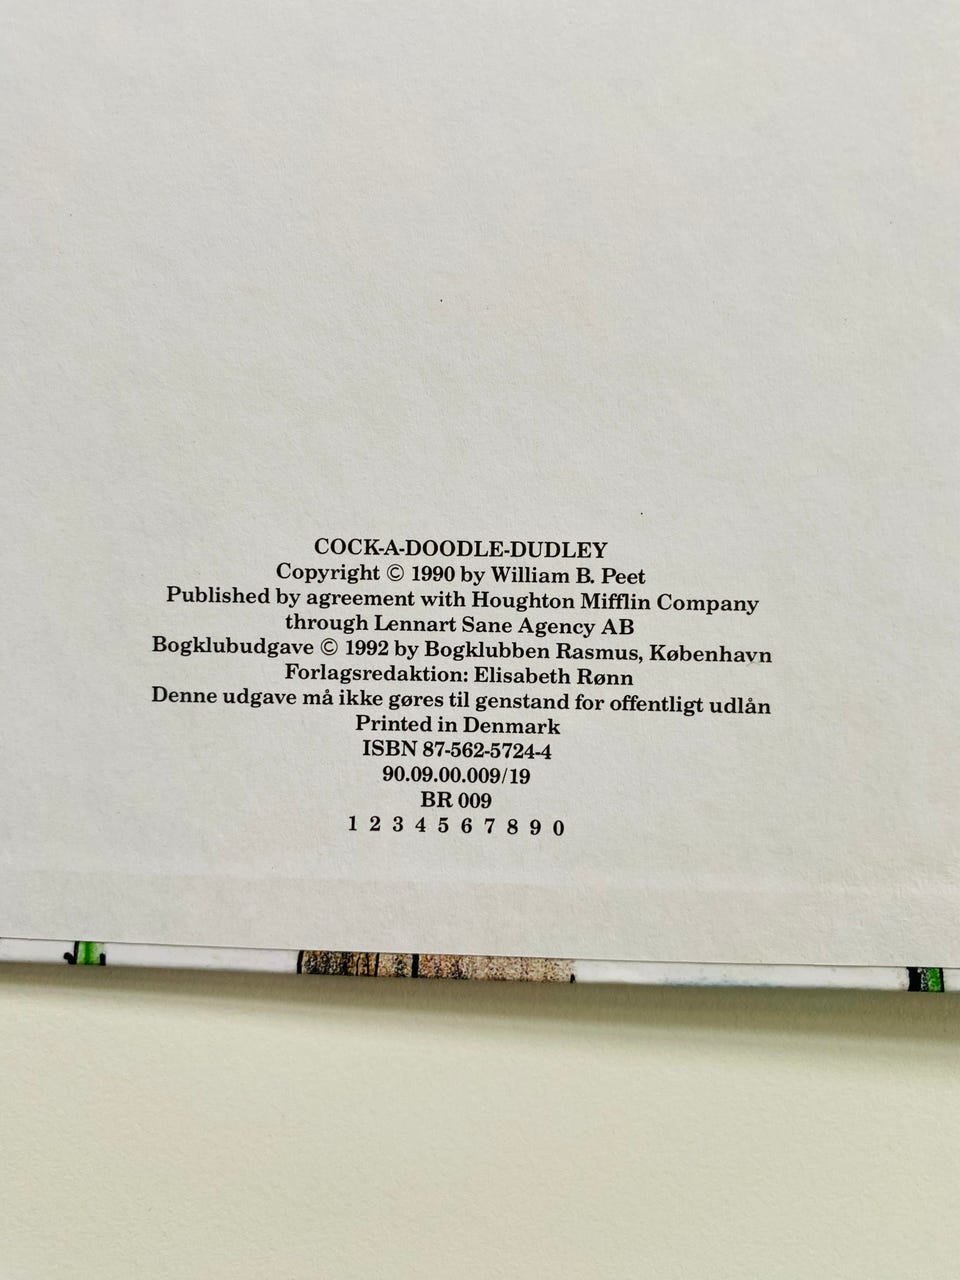 COCK-A-DOODLE-DUDLEY
Copyright © 1990 by William B. Peet
Published by agreement with Houghton Mifflin Company
through Lennart Sane Agency AB
Bogklubudgave © 1992 by Bogklubben Rasmus, København
Forlagsredaktion: Elisabeth Rønn
Denne udgave må ikke gøres til genstand for offentligt udlån
Printed in Denmark
ISBN 87-562-5724-4
90.09.00.009/19
BR 009
1 2 3 4 5 6 7 8 9 0